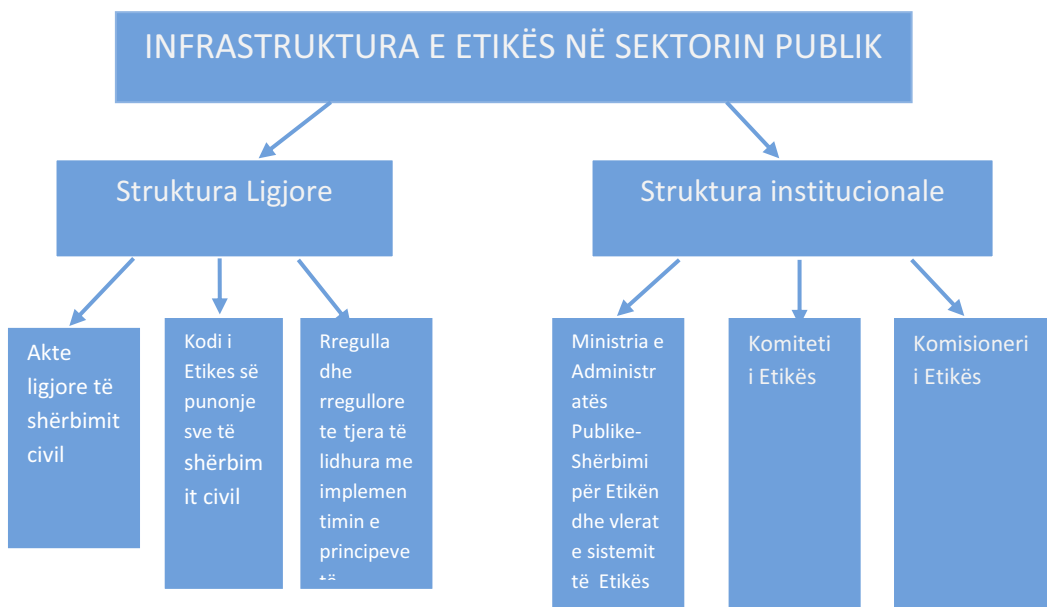 INFRASTRUKTURA E ETIKËS NË SEKTORIN PUBLIK
Struktura Ligjore
Struktura institucionale
Akte
ligjore të
shërbimit
civil
Kodi i
Etikes së
punonje
sve të
shërbim
it civil
Rregulla
dhe
rregullore
te tjera të
lidhura me
implemen
timin e
principeve
Ministria e
Administr
atës
Publike-
Shërbimi
për Etikën
dhe vlerat
e sistemit
të Etikës
Komiteti
i Etikës
Komisioneri
i Etikës